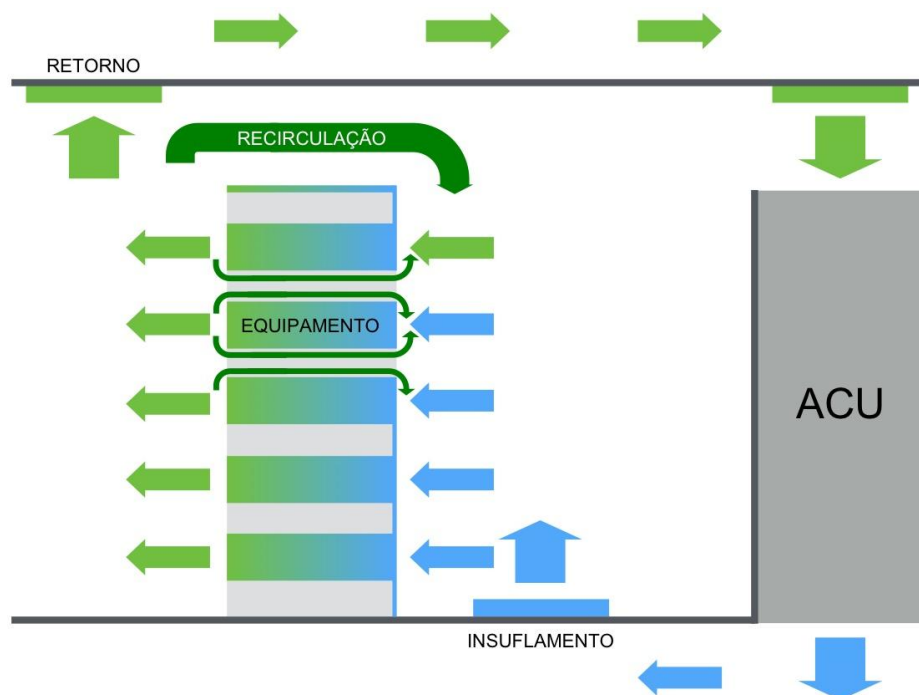 RETORNO
RECIRCULAÇÃO
EQUIPAMENTO
ACU
INSUFLAMENTO